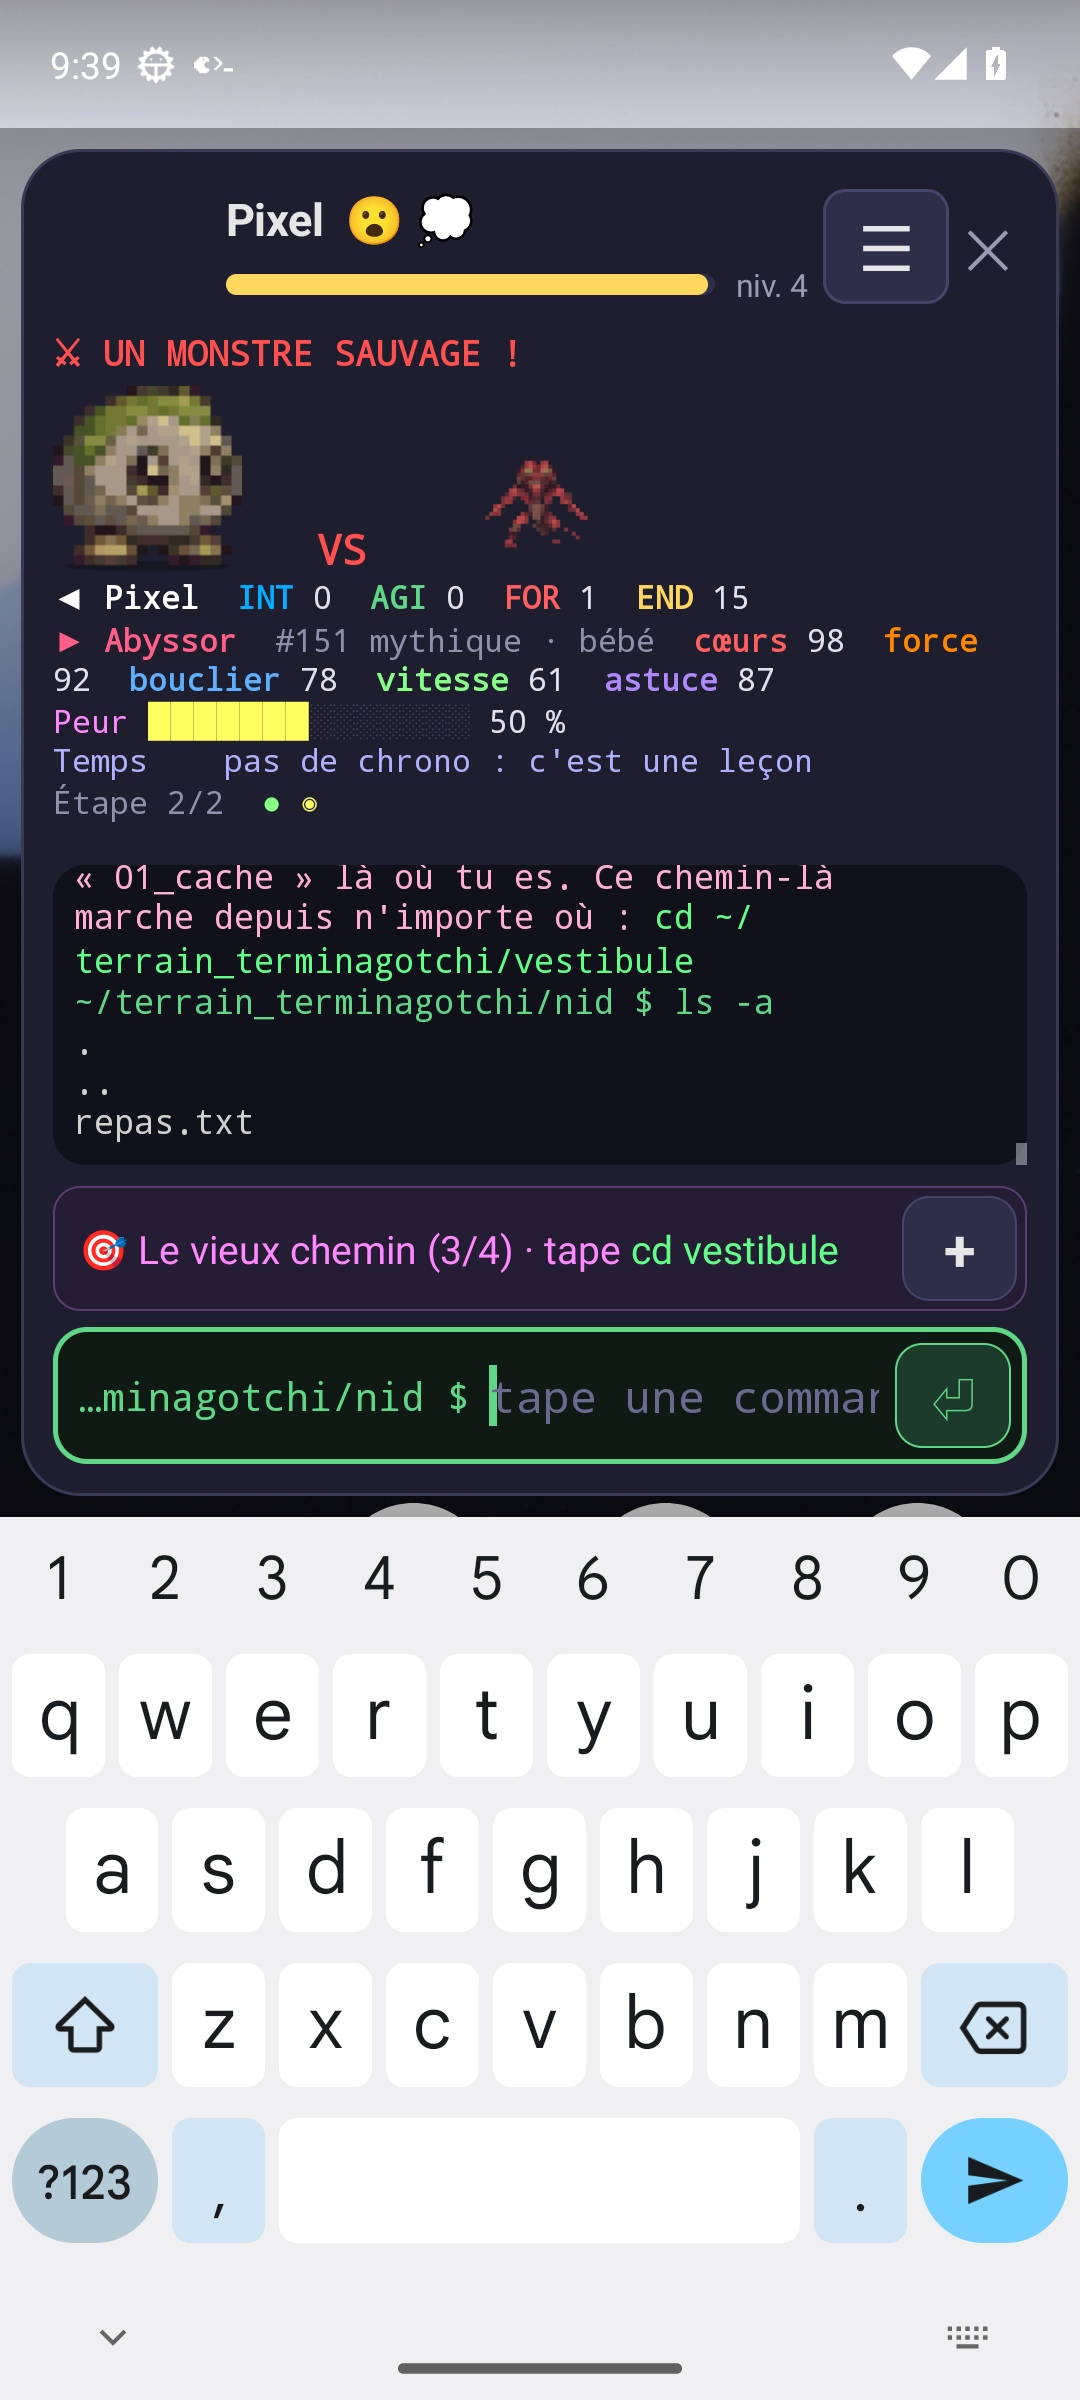 9:39
Pixel 😮 💭
niv. 4
⚔ UN MONSTRE SAUVAGE !
VS
◄ Pixel INT 0 AGI 0 FOR 1 END 15
► Abyssor #151 mythique · bébé cœurs 98 force
92 bouclier 78 vitesse 61 astuce 87
Peur 50 %
Temps pas de chrono : c'est une leçon
Étape 2/2 ● ◉
« 01_cache » là où tu es. Ce chemin-là
marche depuis n'importe où : cd ~/
terrain_terminagotchi/vestibule
~/terrain_terminagotchi/nid $ ls -a
.
..
repas.txt
🎯 Le vieux chemin (3/4) · tape cd vestibule
+
…minagotchi/nid $ tape une comman
1 2 3 4 5 6 7 8 9 0
q w e r t y u i o p
a s d f g h j k l
z x c v b n m
?123 , .